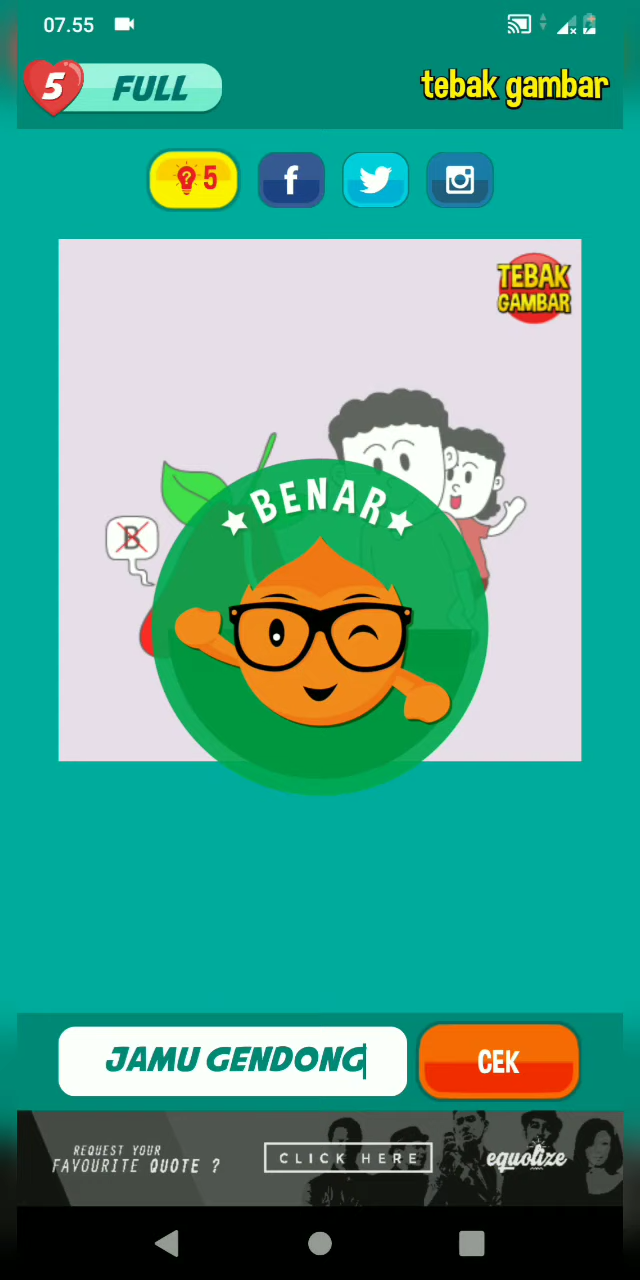 07.55
5 FULL
tebak gambar
5
TEBAK
GAMBAR
B
BENAR
JAMU GENDONG
CEK
REQUEST YOUR
FAVOURITE QUOTE ?
CLICK HERE
equolize